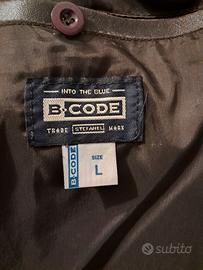 INTO THE BLUE
B-CODE
TRADE STEFANEL MARK
B-CODE
SIZE
L
subito